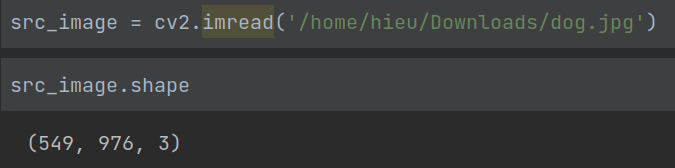 src_image = cv2.imread('/home/hieu/Downloads/dog.jpg')
src_image.shape
(549, 976, 3)